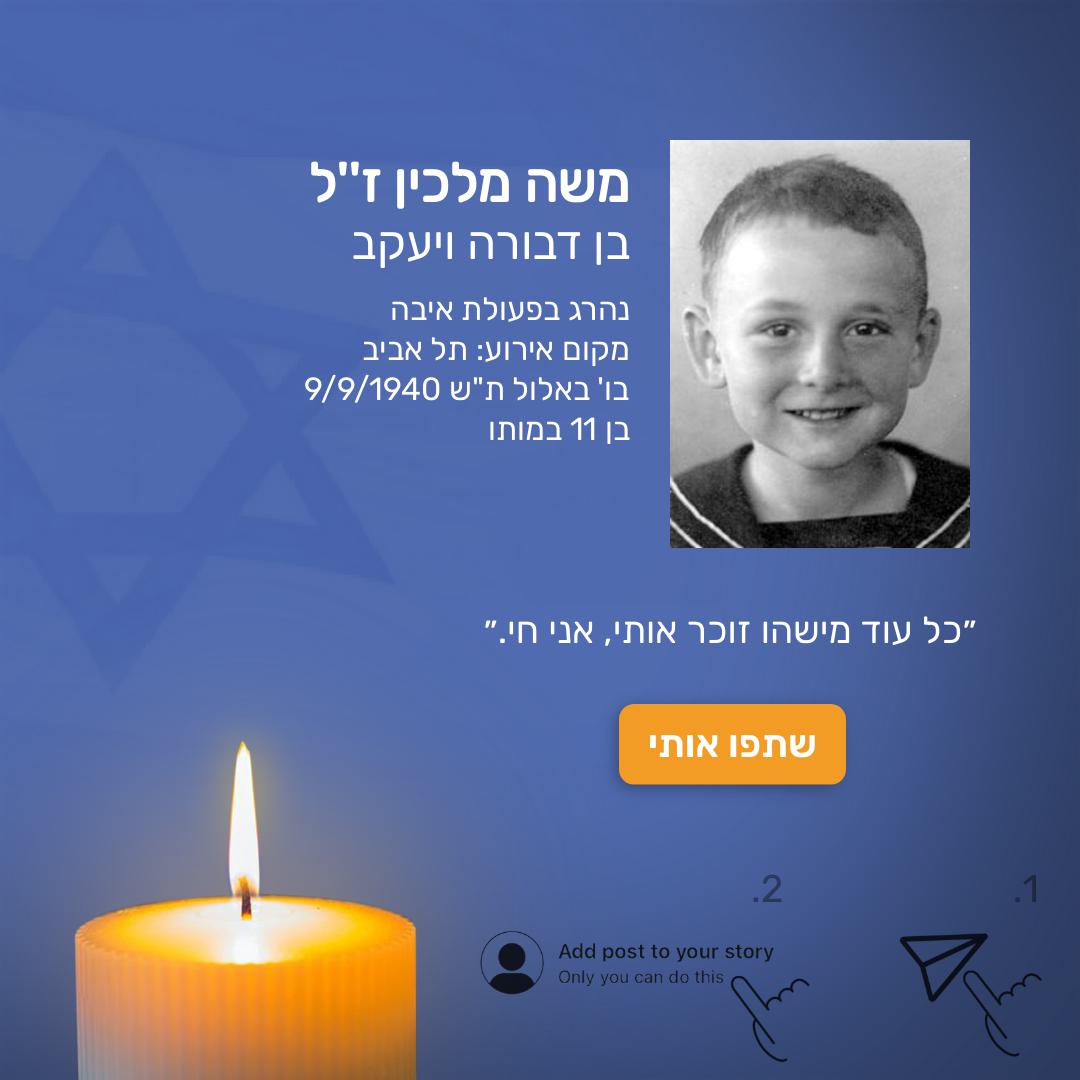 משה מלכין ז"ל
בן דבורה ויעקב
נהרג בפעולת איבה
מקום אירוע: תל אביב
בו' באלול ת"ש 9/9/1940
בן 11 במותו
״כל עוד מישהו זוכר אותי, אני חי.״
שתפו אותי
1.
2.
Add post to your story
Only you can do this